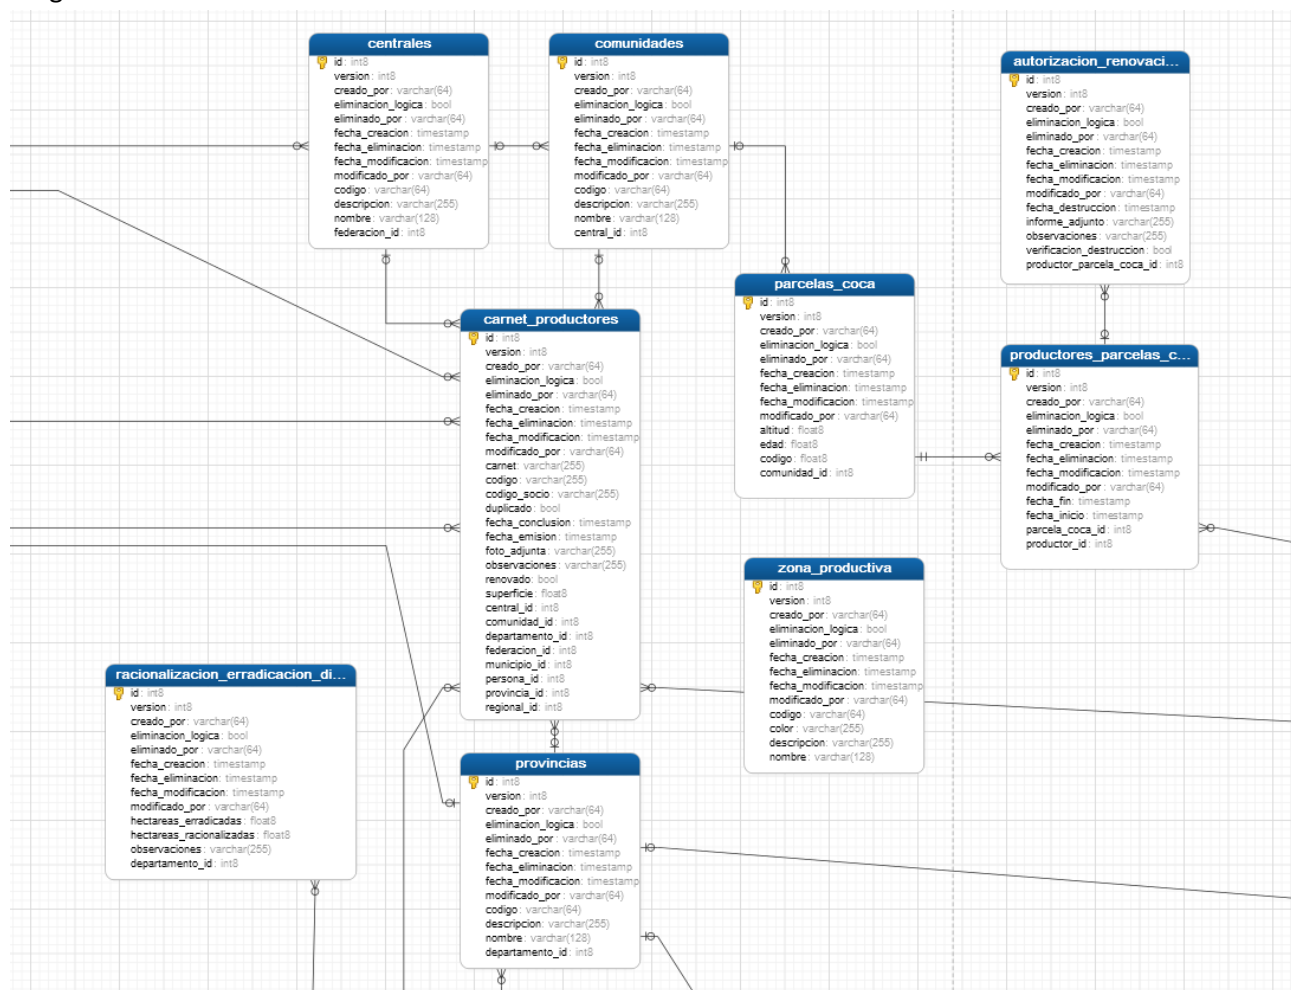 centrales
id : int8
version : int8
creado_por : varchar(64)
eliminacion_logica : bool
eliminado_por : varchar(64)
fecha_creacion : timestamp
fecha_eliminacion : timestamp
fecha_modificacion : timestamp
modificado_por : varchar(64)
codigo : varchar(64)
descripcion : varchar(255)
nombre : varchar(128)
federacion_id : int8
comunidades
id : int8
version : int8
creado_por : varchar(64)
eliminacion_logica : bool
eliminado_por : varchar(64)
fecha_creacion : timestamp
fecha_eliminacion : timestamp
fecha_modificacion : timestamp
modificado_por : varchar(64)
codigo : varchar(64)
descripcion : varchar(255)
nombre : varchar(128)
central_id : int8
autorizacion_renovaci...
id : int8
version : int8
creado_por : varchar(64)
eliminacion_logica : bool
eliminado_por : varchar(64)
fecha_creacion : timestamp
fecha_eliminacion : timestamp
fecha_modificacion : timestamp
modificado_por : varchar(64)
fecha_destruccion : timestamp
informe_adjunto : varchar(255)
observaciones : varchar(255)
verificacion_destruccion : bool
productor_parcela_coca_id : int8
parcelas_coca
id : int8
version : int8
creado_por : varchar(64)
eliminacion_logica : bool
eliminado_por : varchar(64)
fecha_creacion : timestamp
fecha_eliminacion : timestamp
fecha_modificacion : timestamp
modificado_por : varchar(64)
altitud : float8
edad : float8
codigo : float8
comunidad_id : int8
carnet_productores
id : int8
version : int8
creado_por : varchar(64)
eliminacion_logica : bool
eliminado_por : varchar(64)
fecha_creacion : timestamp
fecha_eliminacion : timestamp
fecha_modificacion : timestamp
modificado_por : varchar(64)
carnet : varchar(255)
codigo : varchar(255)
codigo_socio : varchar(255)
duplicado : bool
fecha_conclusion : timestamp
fecha_emision : timestamp
foto_adjunta : varchar(255)
observaciones : varchar(255)
renovado : bool
superficie : float8
central_id : int8
comunidad_id : int8
departamento_id : int8
federacion_id : int8
municipio_id : int8
persona_id : int8
provincia_id : int8
regional_id : int8
productores_parcelas_c...
id : int8
version : int8
creado_por : varchar(64)
eliminacion_logica : bool
eliminado_por : varchar(64)
fecha_creacion : timestamp
fecha_eliminacion : timestamp
fecha_modificacion : timestamp
modificado_por : varchar(64)
fecha_fin : timestamp
fecha_inicio : timestamp
parcela_coca_id : int8
productor_id : int8
zona_productiva
id : int8
version : int8
creado_por : varchar(64)
eliminacion_logica : bool
eliminado_por : varchar(64)
fecha_creacion : timestamp
fecha_eliminacion : timestamp
fecha_modificacion : timestamp
modificado_por : varchar(64)
codigo : varchar(64)
color : varchar(255)
descripcion : varchar(255)
nombre : varchar(128)
racionalizacion_erradicacion_di...
id : int8
version : int8
creado_por : varchar(64)
eliminacion_logica : bool
eliminado_por : varchar(64)
fecha_creacion : timestamp
fecha_eliminacion : timestamp
fecha_modificacion : timestamp
modificado_por : varchar(64)
hectareas_erradicadas : float8
hectareas_racionalizadas : float8
observaciones : varchar(255)
departamento_id : int8
provincias
id : int8
version : int8
creado_por : varchar(64)
eliminacion_logica : bool
eliminado_por : varchar(64)
fecha_creacion : timestamp
fecha_eliminacion : timestamp
fecha_modificacion : timestamp
modificado_por : varchar(64)
codigo : varchar(64)
descripcion : varchar(255)
nombre : varchar(128)
departamento_id : int8